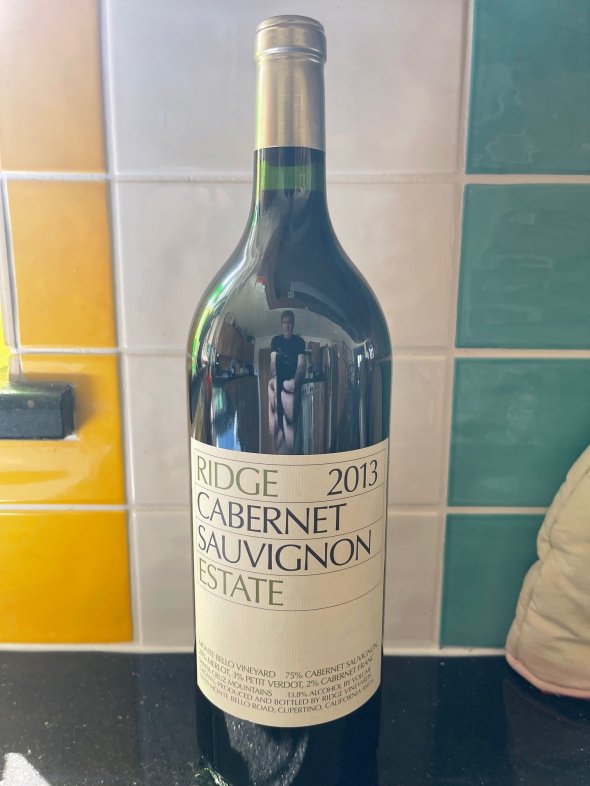 RIDGE 2013
CABERNET
SAUVIGNON
ESTATE
MONTE BELLO VINEYARD 75% CABERNET SAUVIGNON
MERLOT, 3% PETIT VERDOT, 2% CABERNET FRANC
CRUZ MOUNTAINS 13.8% ALCOHOL BY VOLUME
PRODUCED AND BOTTLED BY RIDGE VINEYARDS
MONTE BELLO ROAD, CUPERTINO, CALIFORNIA